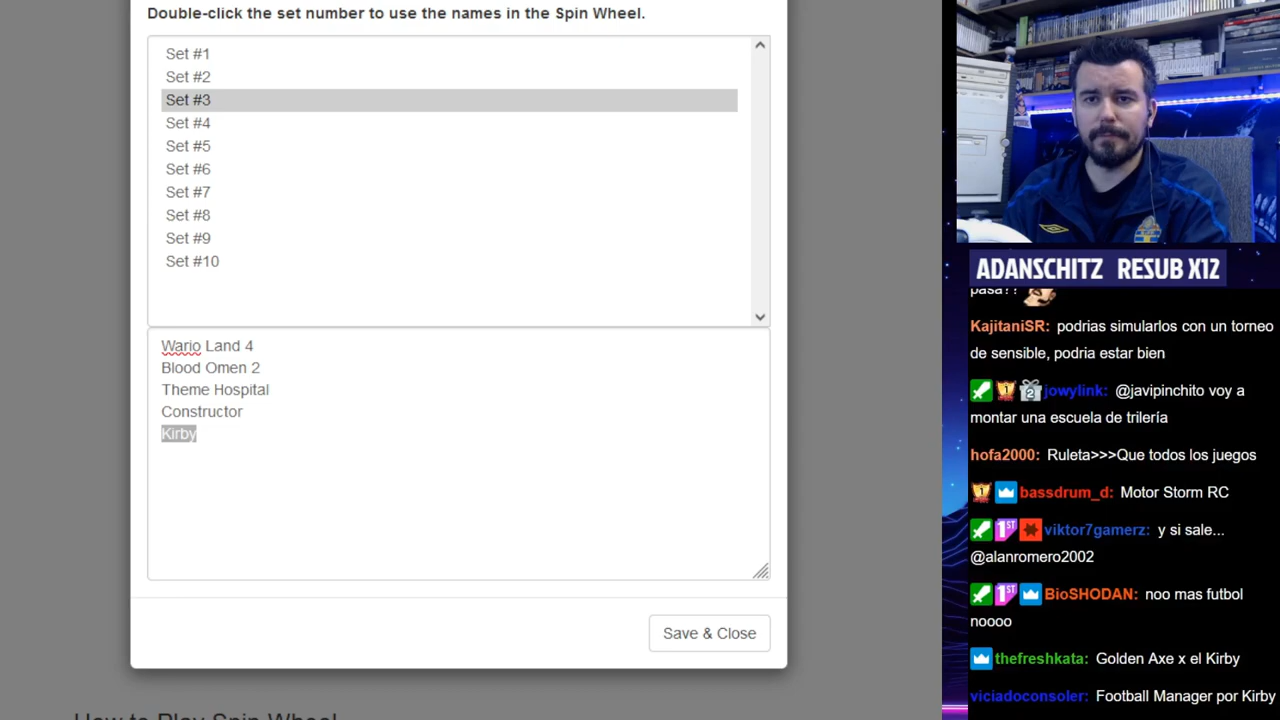 Double-click the set number to use the names in the Spin Wheel.
Set #1
Set #2
Set #3
Set #4
Set #5
Set #6
Set #7
Set #8
Set #9
Set #10
Wario Land 4
Blood Omen 2
Theme Hospital
Constructor
Kirby
Save & Close
How to Play Spin Wheel
ADANSCHITZ RESUB X12
pasa??
KajitaniSR: podrias simularlos con un torneo
de sensible, podria estar bien
jowylink: @javipinchito voy a
montar una escuela de trilería
hofa2000: Ruleta>>>Que todos los juegos
bassdrum_d: Motor Storm RC
viktor7gamerz: y si sale...
@alanromero2002
BioSHODAN: noo mas futbol
noooo
thefreshkata: Golden Axe x el Kirby
viciadoconsoler: Football Manager por Kirby